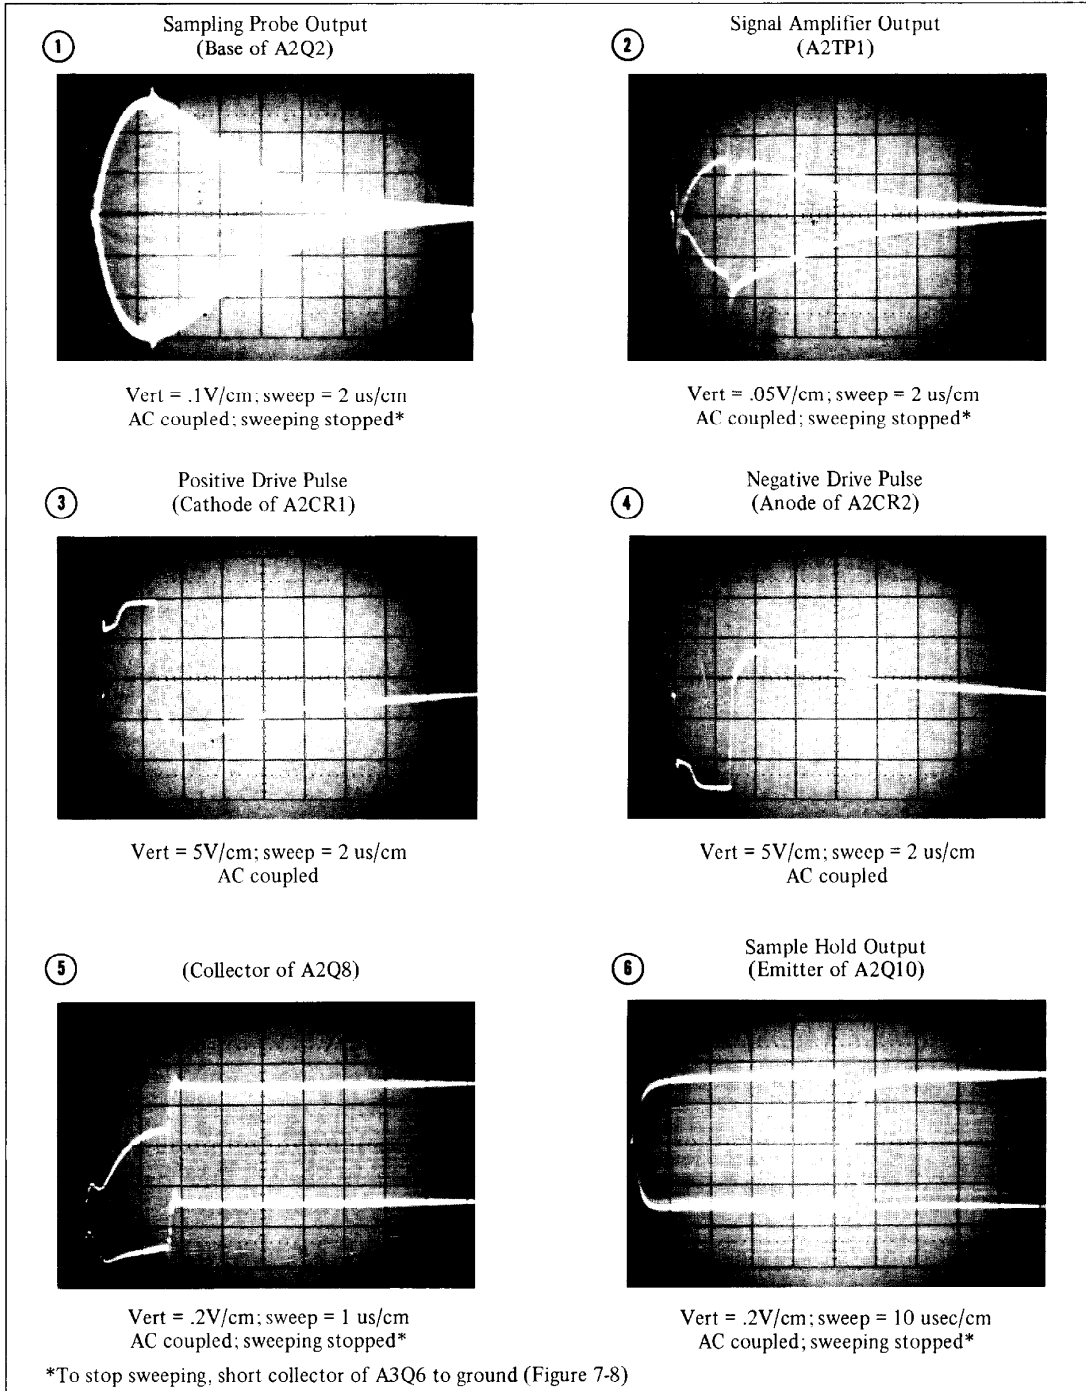 1
Sampling Probe Output
(Base of A2Q2)
Vert = .1V/cm; sweep = 2 us/cm
AC coupled; sweeping stopped*
2
Signal Amplifier Output
(A2TP1)
Vert = .05V/cm; sweep = 2 us/cm
AC coupled; sweeping stopped*
3
Positive Drive Pulse
(Cathode of A2CR1)
Vert = 5V/cm; sweep = 2 us/cm
AC coupled
4
Negative Drive Pulse
(Anode of A2CR2)
Vert = 5V/cm; sweep = 2 us/cm
AC coupled
5
(Collector of A2Q8)
Vert = .2V/cm; sweep = 1 us/cm
AC coupled; sweeping stopped*
6
Sample Hold Output
(Emitter of A2Q10)
Vert = .2V/cm; sweep = 10 usec/cm
AC coupled; sweeping stopped*
*To stop sweeping, short collector of A3Q6 to ground (Figure 7-8)